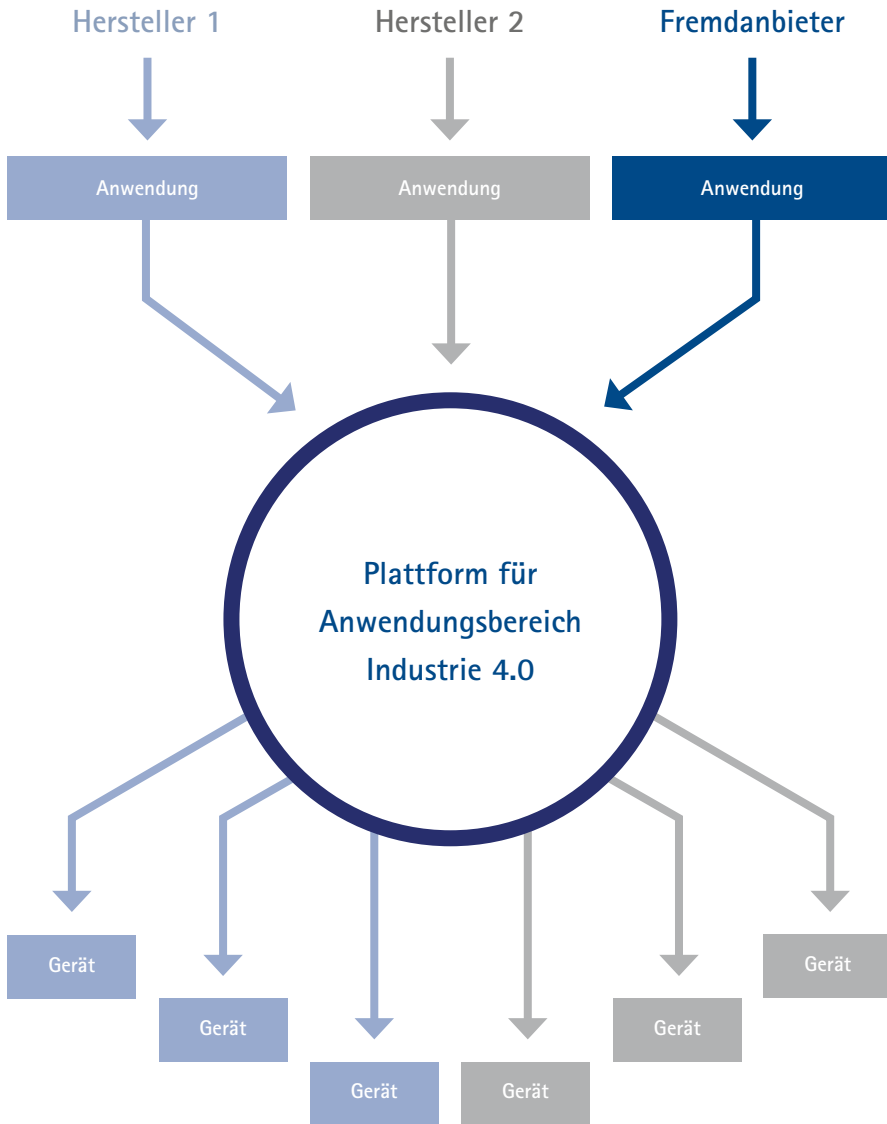 Hersteller 1
Hersteller 2
Fremdanbieter
Anwendung
Anwendung
Anwendung
Plattform für
Anwendungsbereich
Industrie 4.0
Gerät
Gerät
Gerät
Gerät
Gerät
Gerät